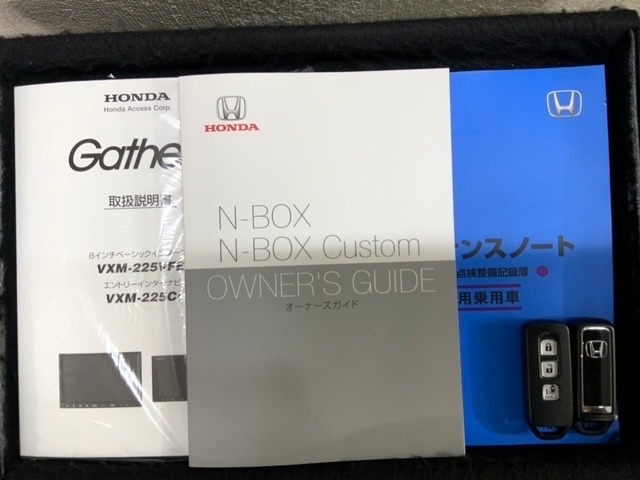 HONDA
Honda Access Corp.
Gathe
取扱説明書
8インチベーシックイン
VXM-225VF
エントリーインターナビ
VXM-225C
HONDA
N-BOX
N-BOX Custom
OWNER'S GUIDE
オーナーズガイド
ンスノート
点検整備記録簿
用乗用車